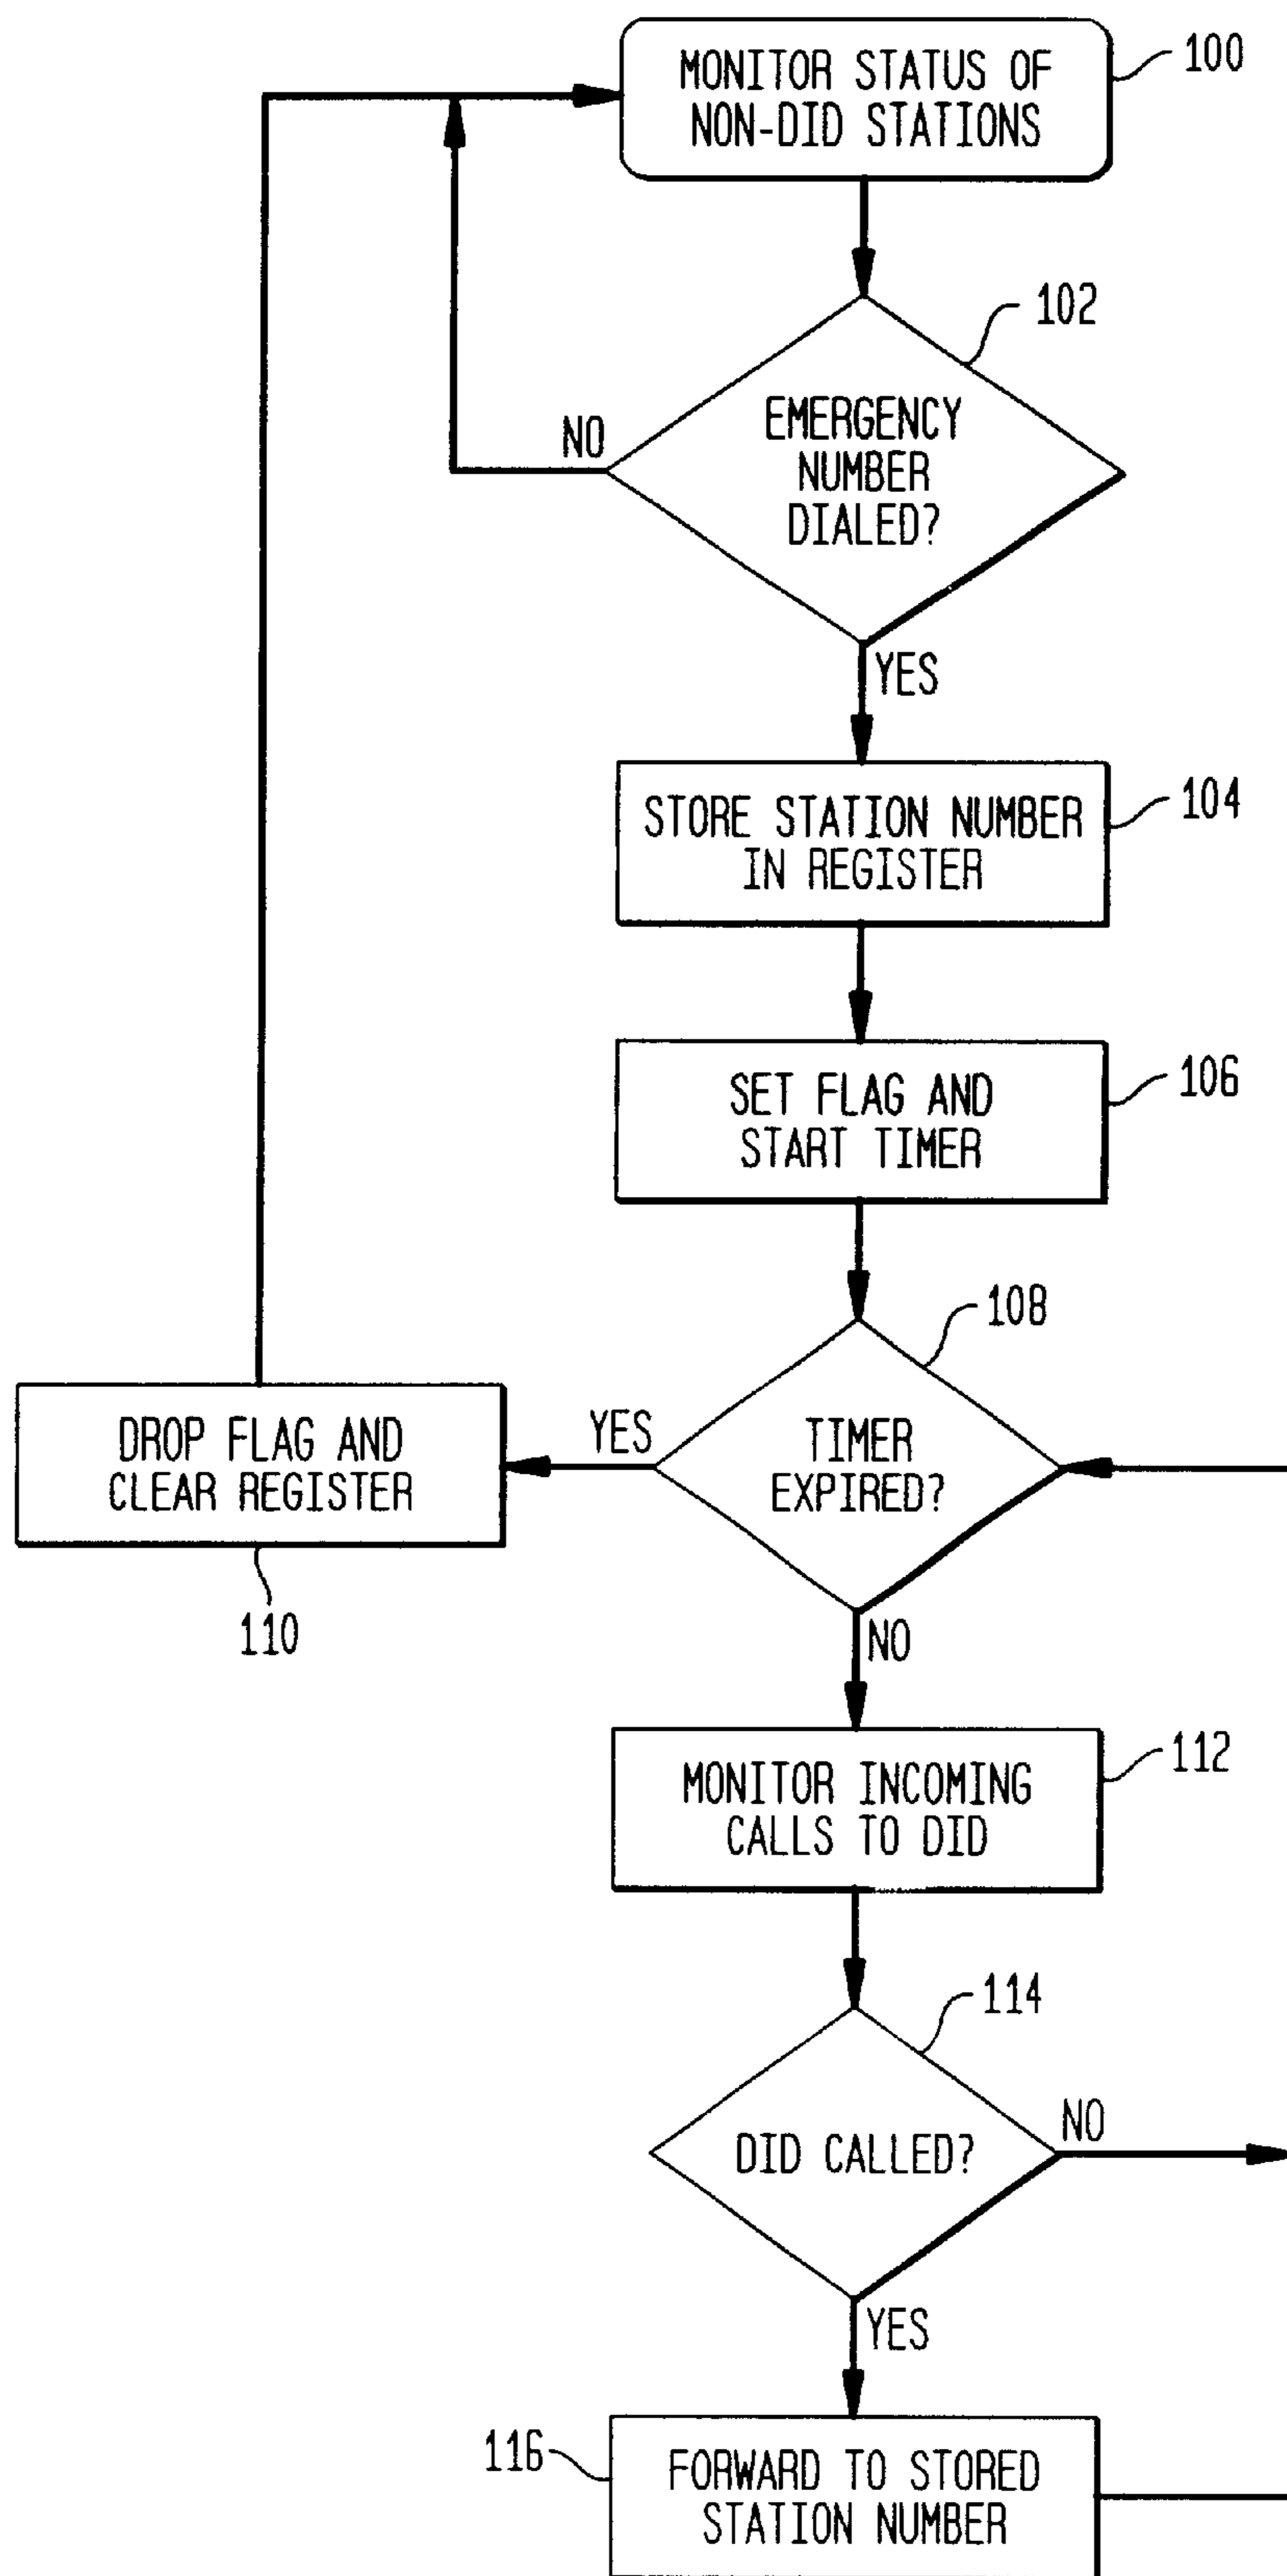 MONITOR STATUS OF
NON-DID STATIONS
100
102
EMERGENCY
NUMBER
DIALED?
NO
YES
STORE STATION NUMBER
IN REGISTER
104
SET FLAG AND
START TIMER
106
108
TIMER
EXPIRED?
YES
DROP FLAG AND
CLEAR REGISTER
110
NO
MONITOR INCOMING
CALLS TO DID
112
114
DID CALLED?
NO
YES
116
FORWARD TO STORED
STATION NUMBER